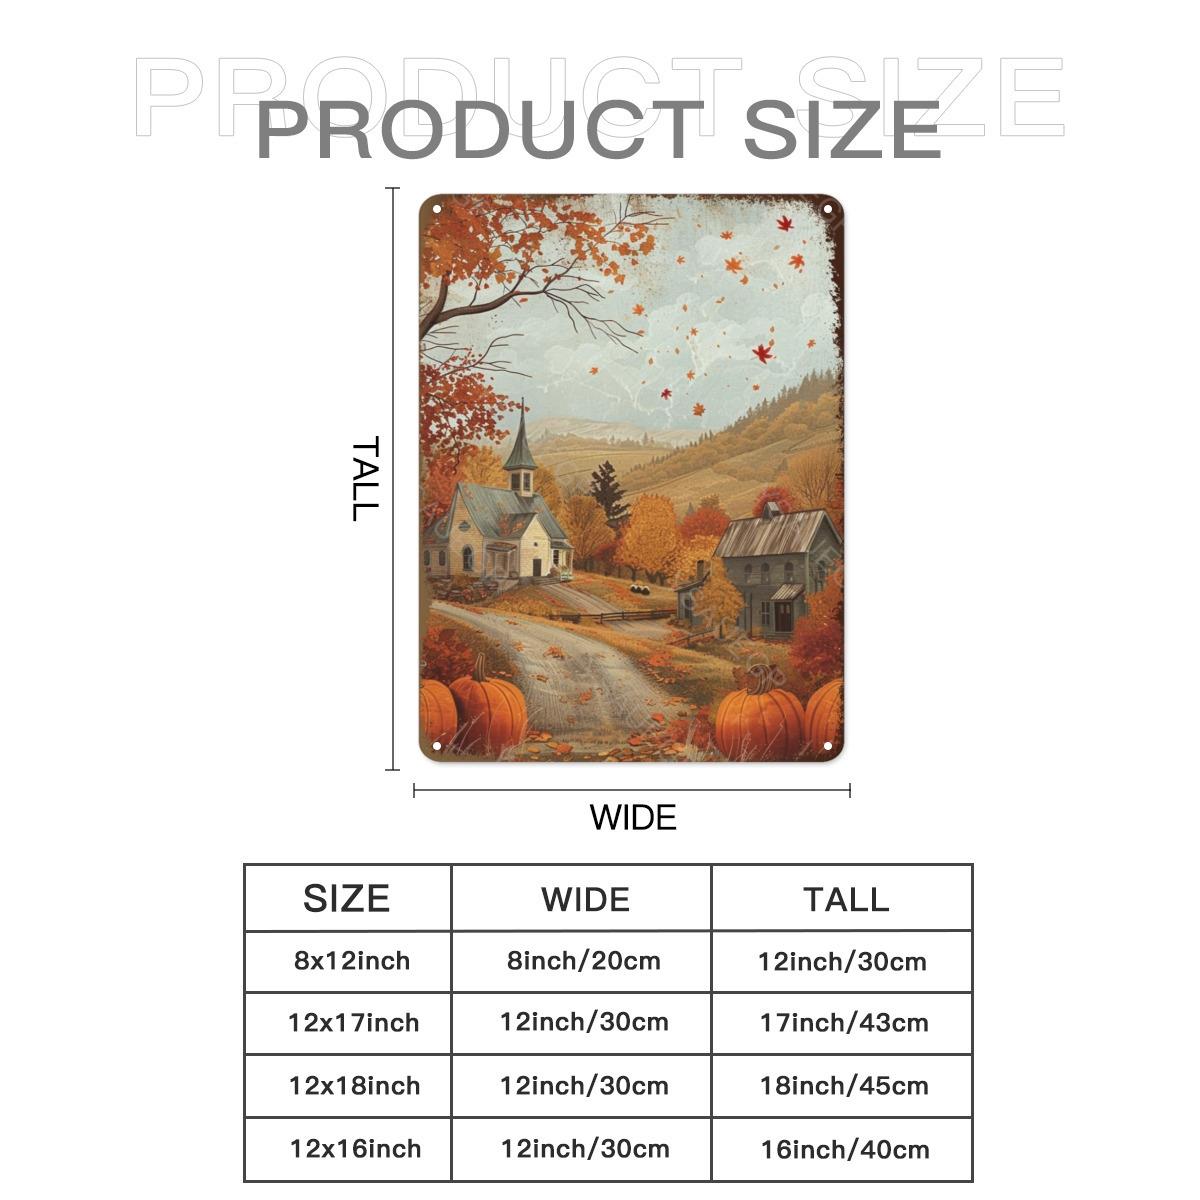 PRODUCT SIZE
PRODUCT SIZE
TALL
WIDE
SIZE WIDE TALL
8x12inch 8inch/20cm 12inch/30cm
12x17inch 12inch/30cm 17inch/43cm
12x18inch 12inch/30cm 18inch/45cm
12x16inch 12inch/30cm 16inch/40cm